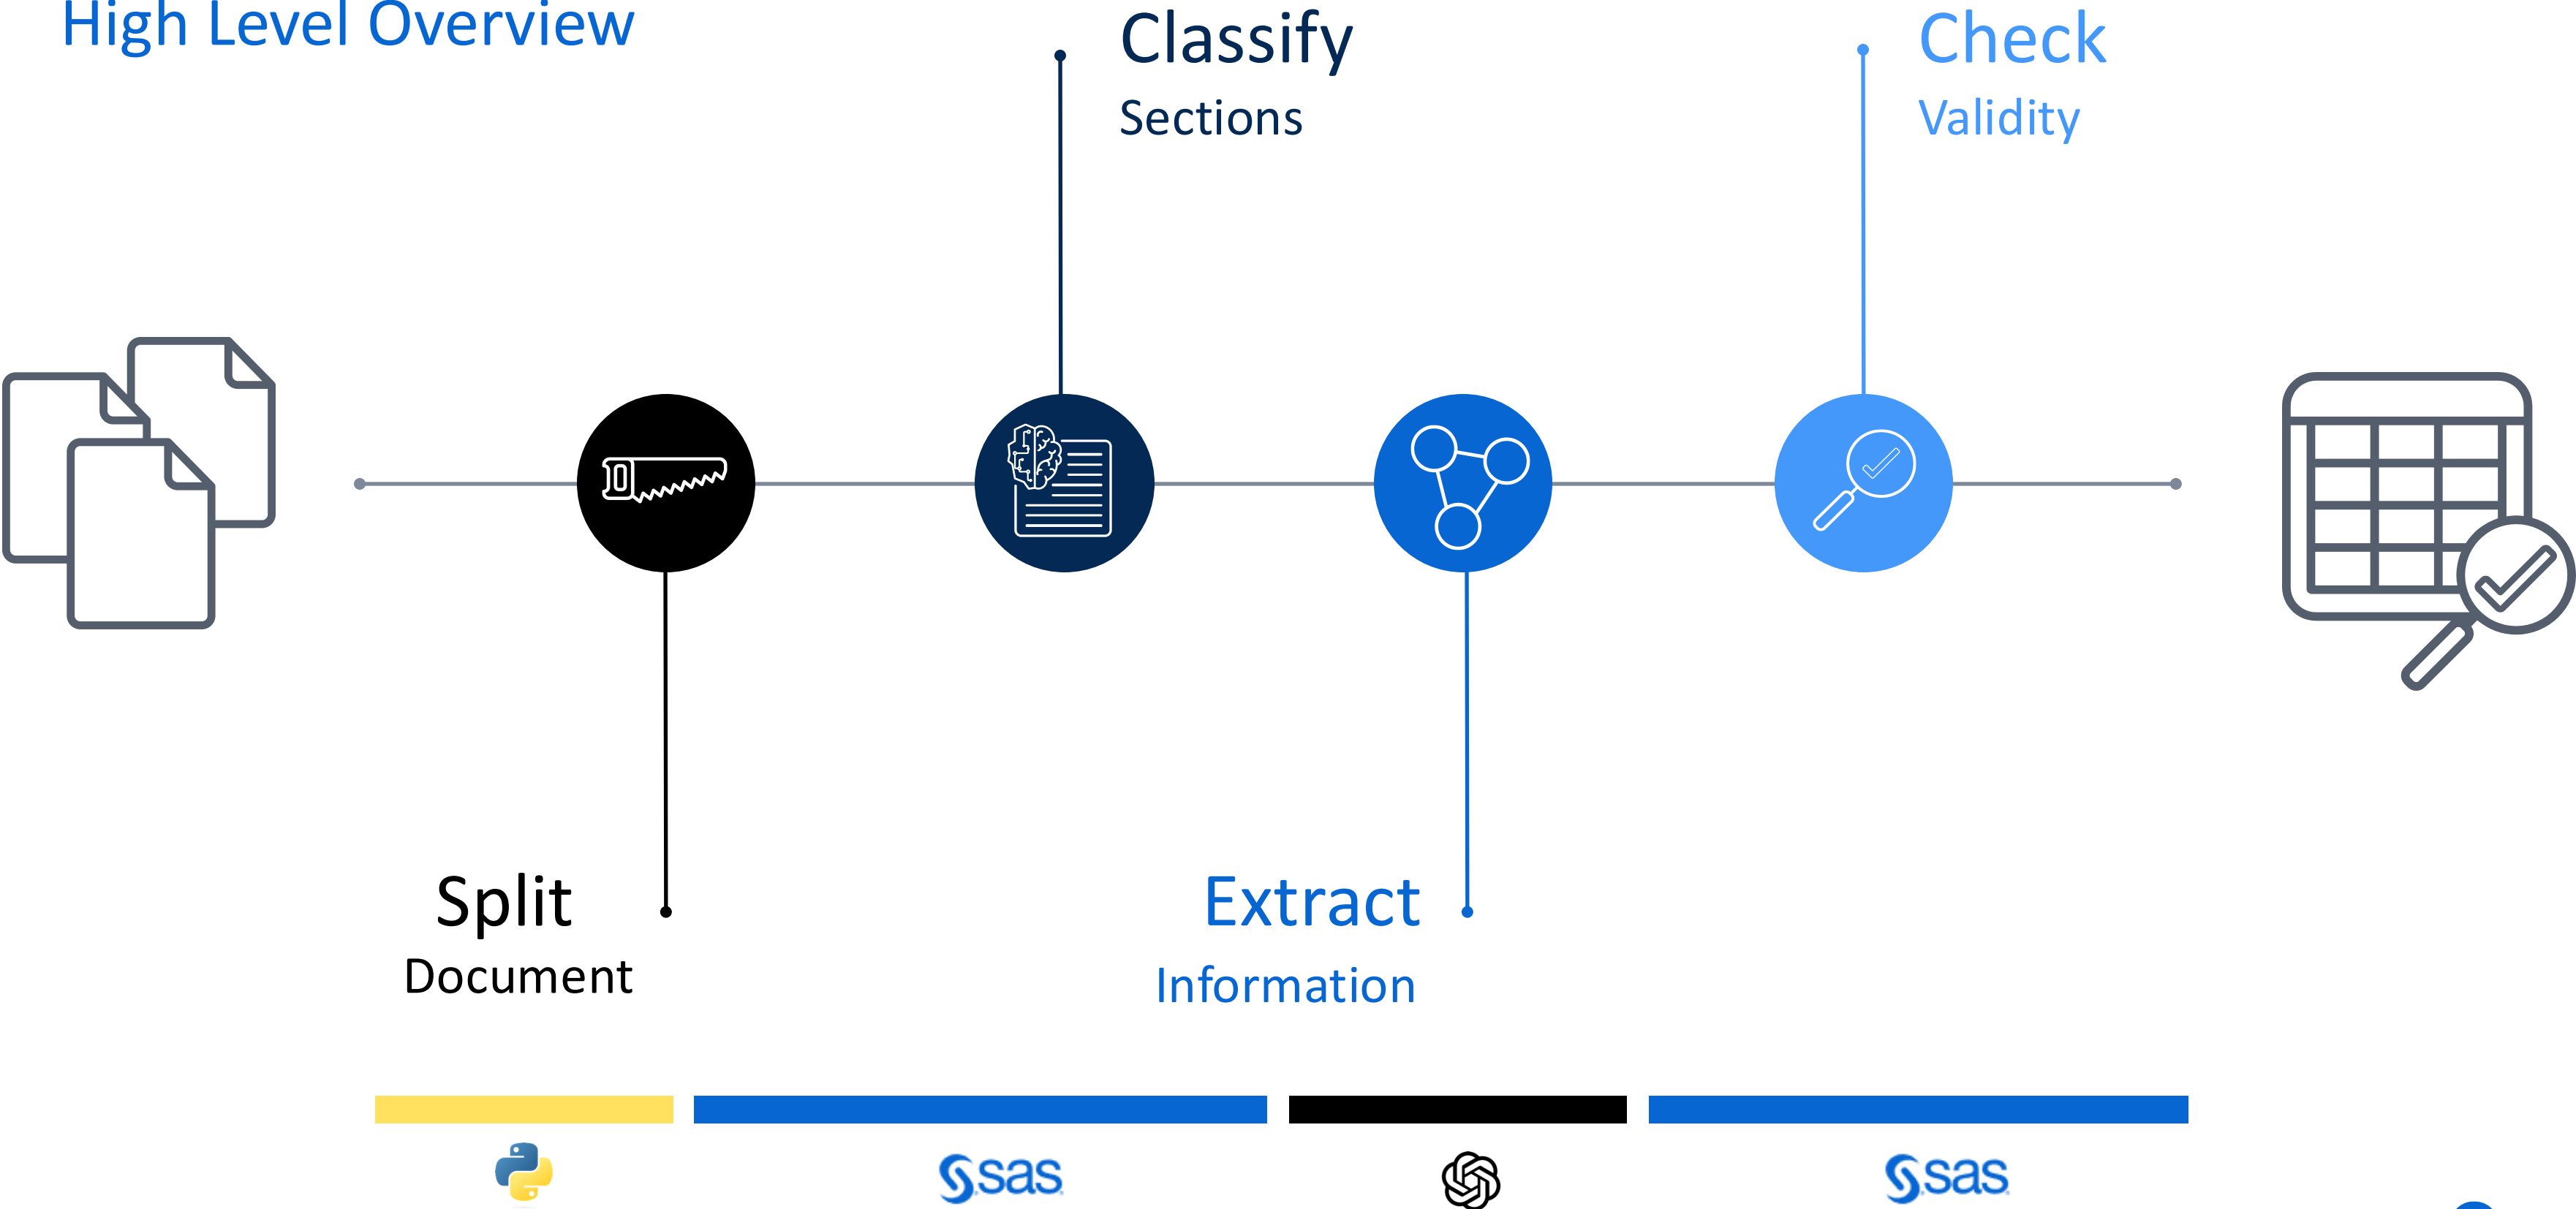 High Level Overview
Classify
Sections
Check
Validity
Split
Document
Extract
Information
sas
sas